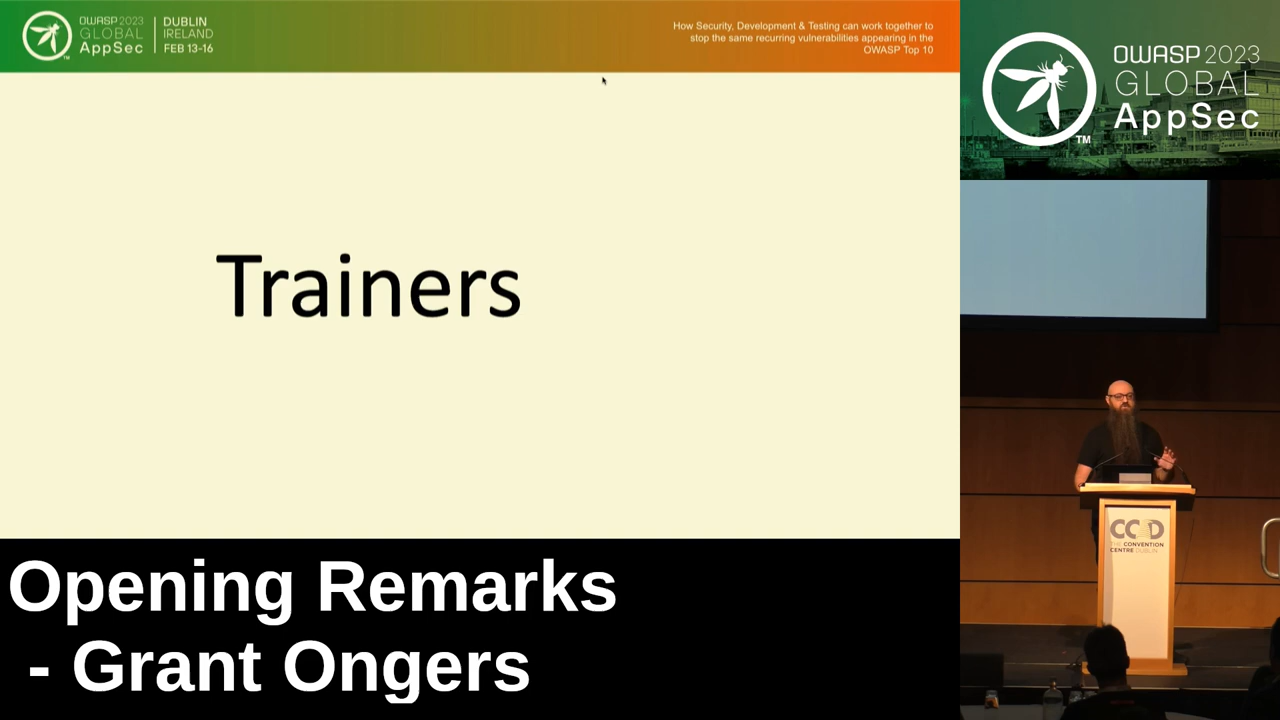 OWASP 2023
GLOBAL
AppSec
TM
DUBLIN
IRELAND
FEB 13-16
How Security, Development & Testing can work together to
stop the same recurring vulnerabilities appearing in the
OWASP Top 10
Trainers
Opening Remarks
- Grant Ongers
OWASP 2023
GLOBAL
AppSec
TM
CCD
THE CONVENTION
CENTRE DUBLIN